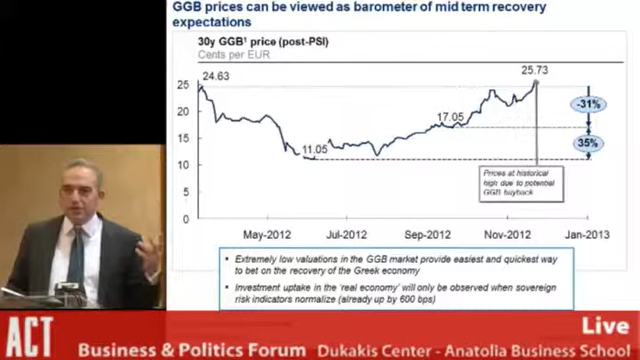 GGB prices can be viewed as barometer of mid term recovery
expectations
30y GGB¹ price (post-PSI)
Cents per EUR
25
20
15
10
5
0
24.63
11.05
17.05
25.73
-31%
35%
Prices at historical
high due to potential
GGB buyback
May-2012
Jul-2012
Sep-2012
Nov-2012
Jan-2013
• Extremely low valuations in the GGB market provide easiest and quickest way
to bet on the recovery of the Greek economy
• Investment uptake in the 'real economy' will only be observed when sovereign
risk indicators normalize (already up by 600 bps)
Live
ACT
Business & Politics Forum Dukakis Center - Anatolia Business School